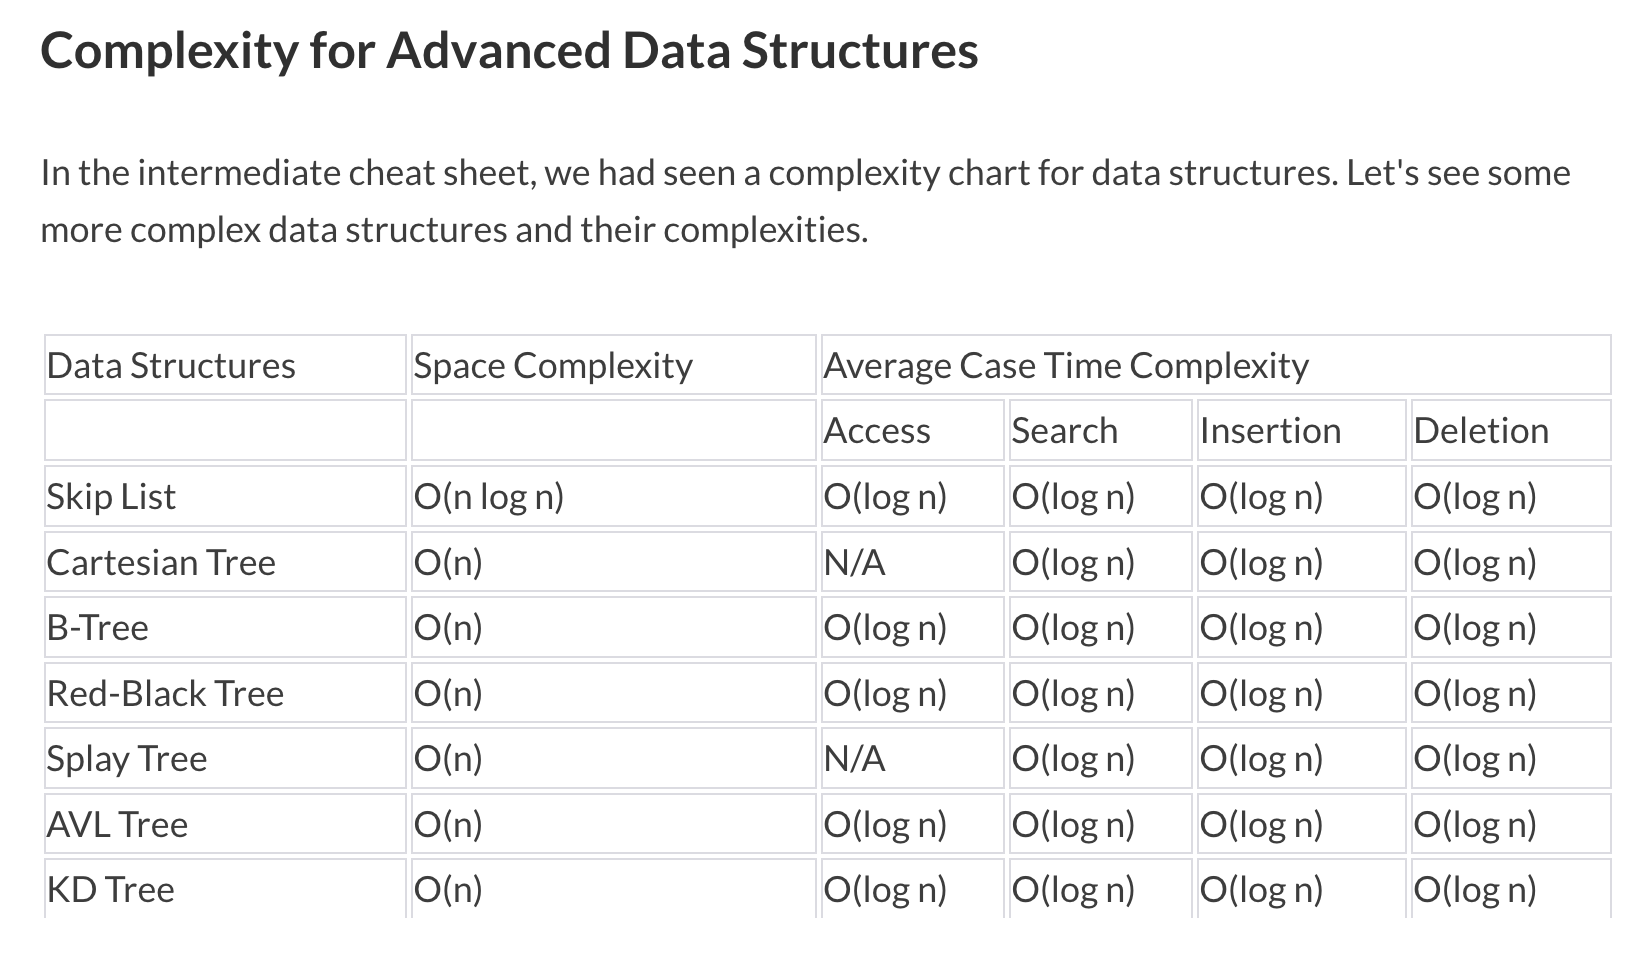 Complexity for Advanced Data Structures
In the intermediate cheat sheet, we had seen a complexity chart for data structures. Let's see some
more complex data structures and their complexities.
Data Structures Space Complexity Average Case Time Complexity
Access Search Insertion Deletion
Skip List O(n log n) O(log n) O(log n) O(log n) O(log n)
Cartesian Tree O(n) N/A O(log n) O(log n) O(log n)
B-Tree O(n) O(log n) O(log n) O(log n) O(log n)
Red-Black Tree O(n) O(log n) O(log n) O(log n) O(log n)
Splay Tree O(n) N/A O(log n) O(log n) O(log n)
AVL Tree O(n) O(log n) O(log n) O(log n) O(log n)
KD Tree O(n) O(log n) O(log n) O(log n) O(log n)